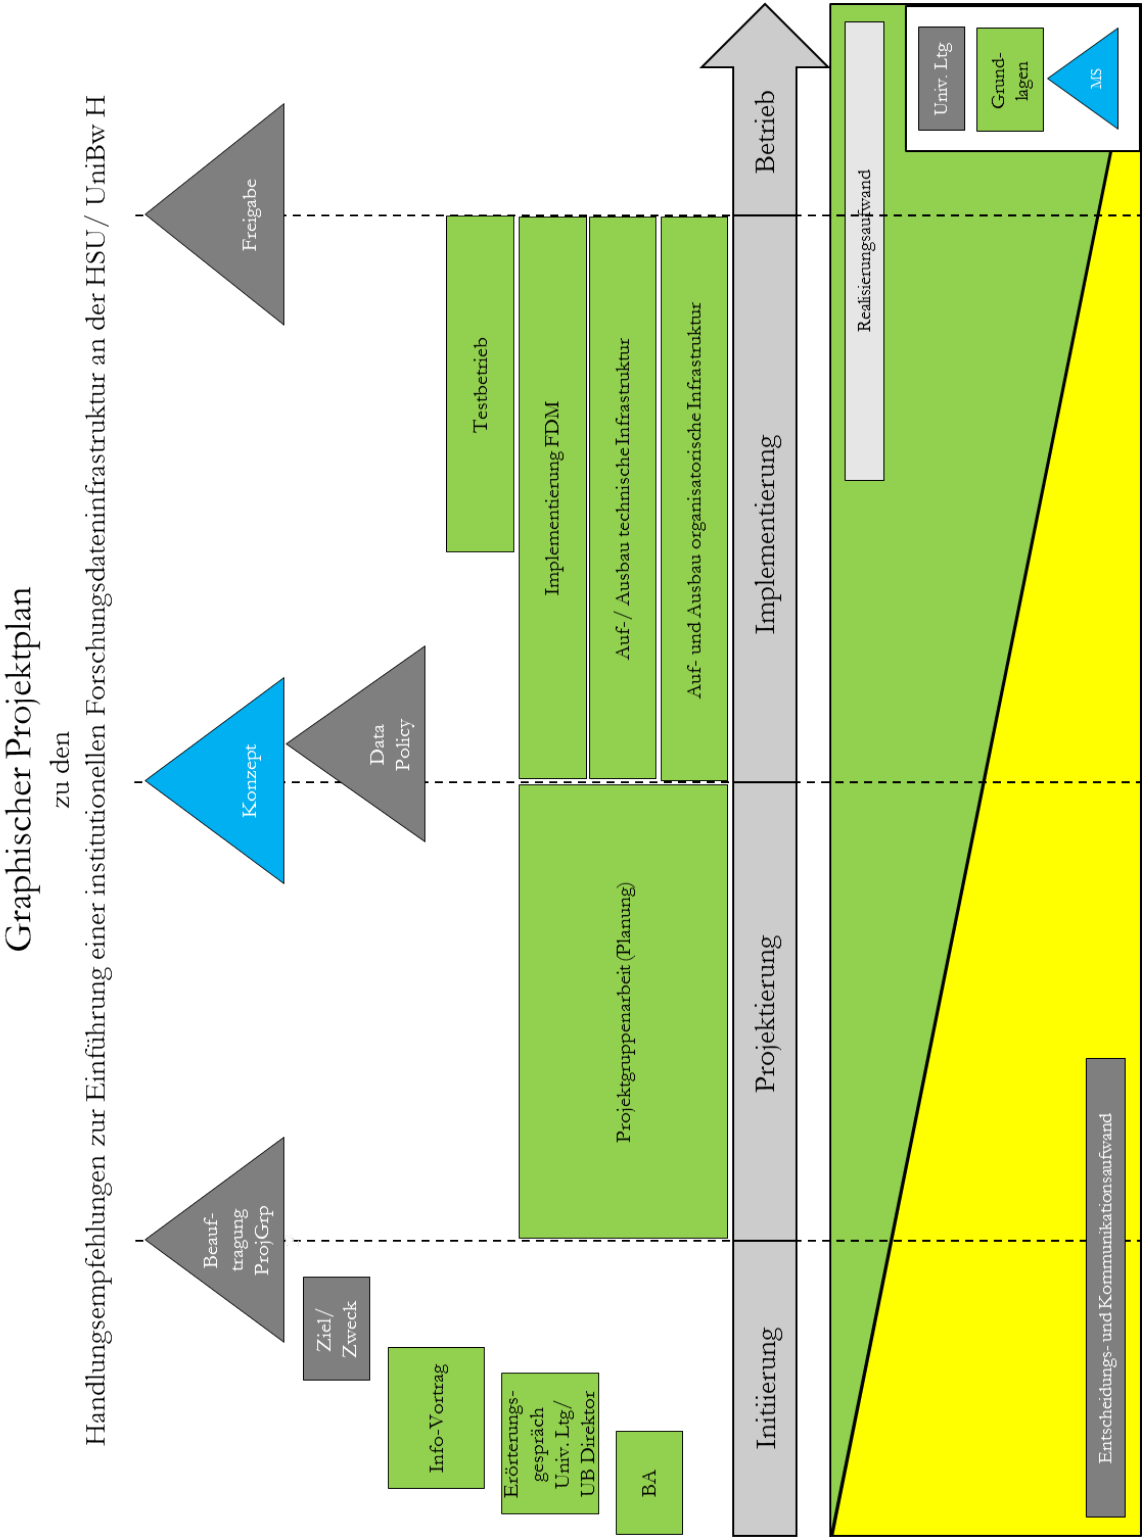 Graphischer Projektplan
zu den
Handlungsempfehlungen zur Einführung einer institutionellen Forschungsdateninfrastruktur an der HSU/ UniBw H
Beauf-
tragung
ProjGrp
Konzept
Freigabe
Ziel/
Zweck
Data
Policy
Info-Vortrag
Testbetrieb
Erörterungs-
gespräch
Univ. Ltg/
UB Direktor
BA
Projektgruppenarbeit (Planung)
Implementierung FDM
Auf-/ Ausbau technische Infrastruktur
Auf- und Ausbau organisatorische Infrastruktur
Initiierung
Projektierung
Implementierung
Betrieb
Realisierungsaufwand
Entscheidungs- und Kommunikationsaufwand
Univ. Ltg
Grund-
lagen
MS